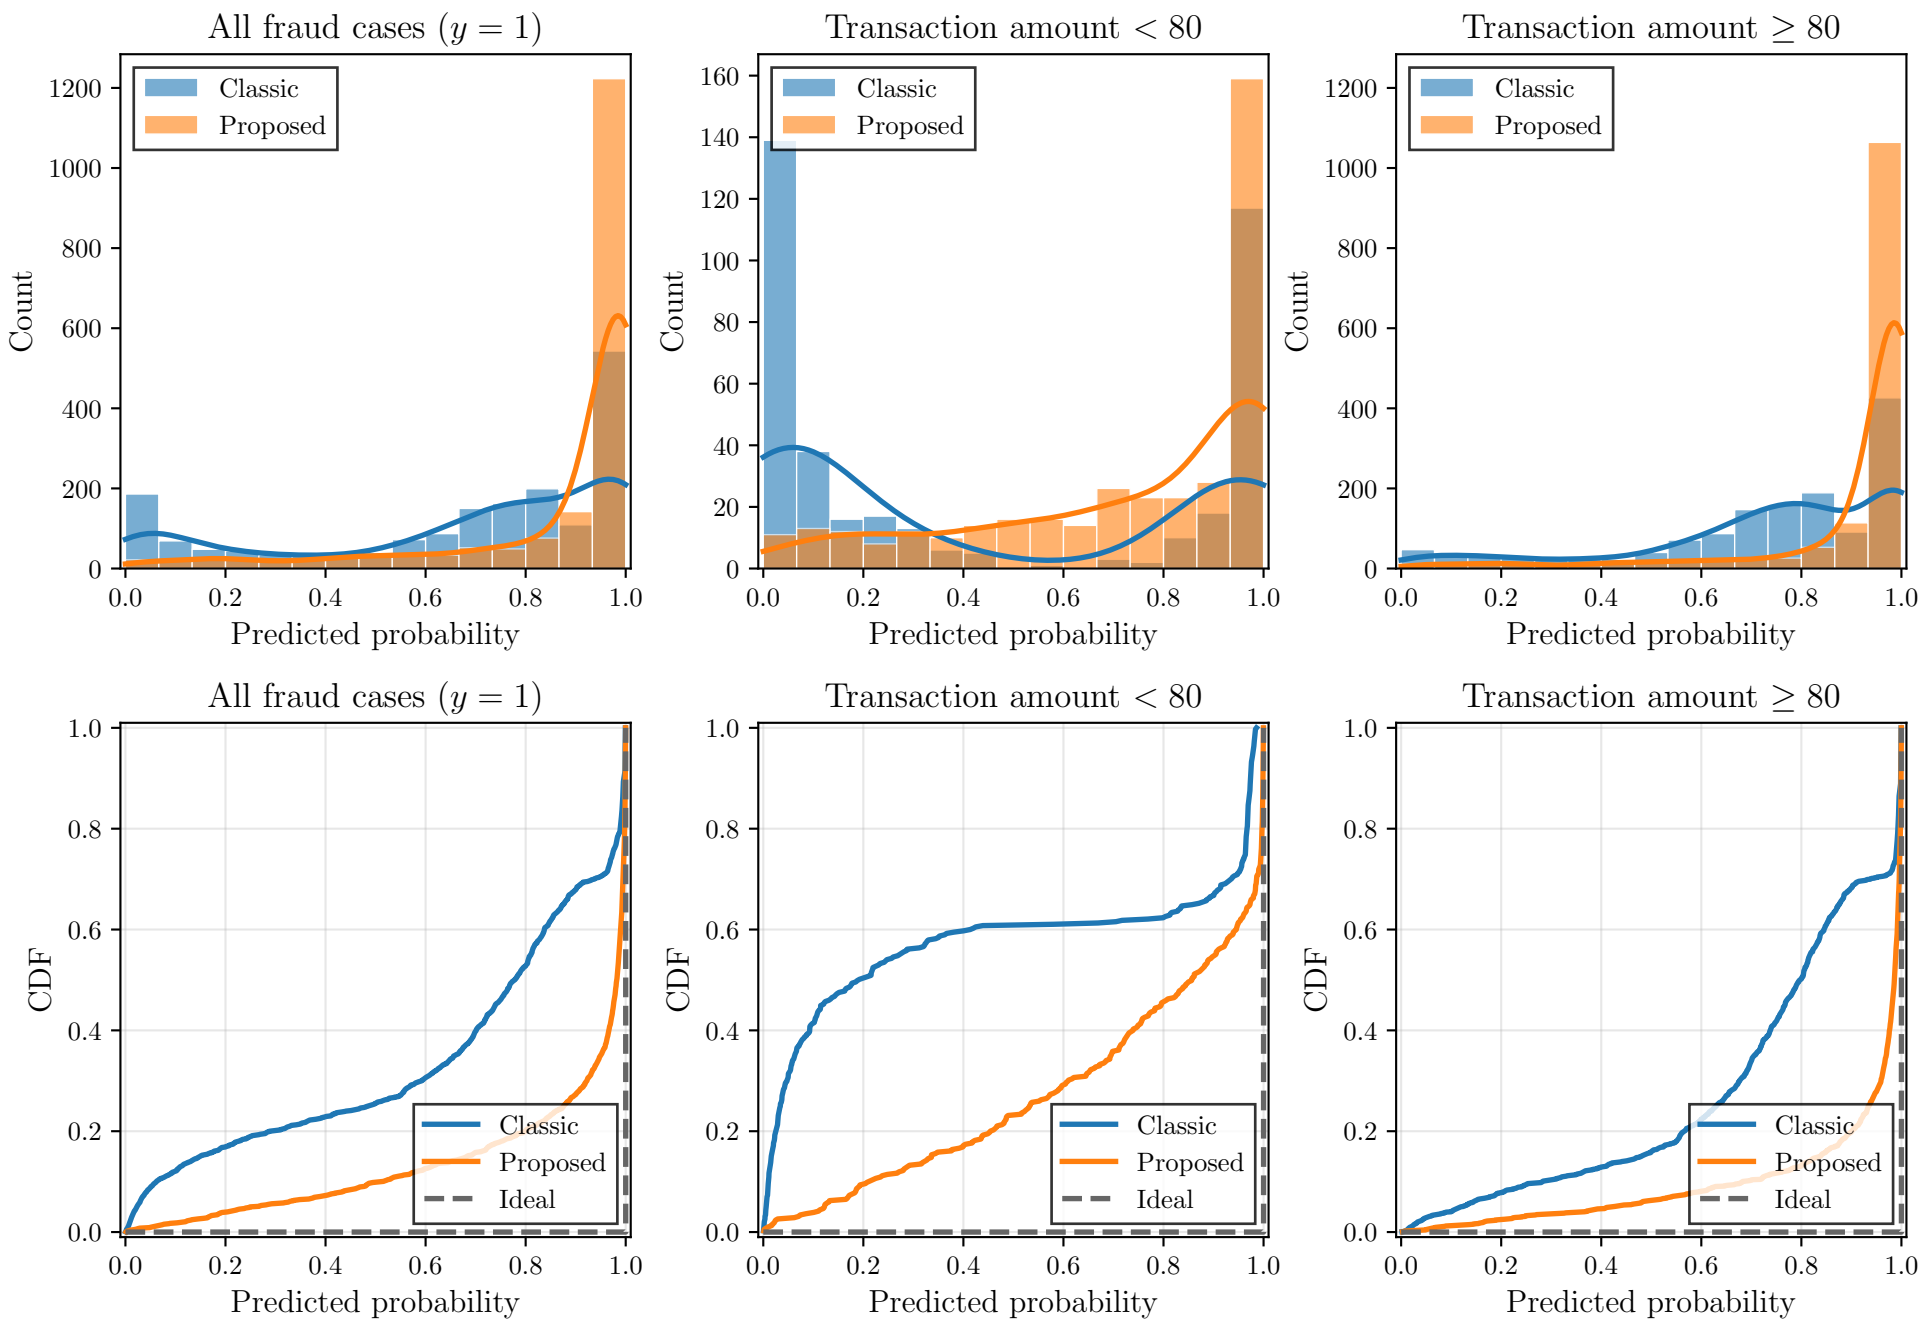 All fraud cases (y = 1)
Transaction amount < 80
Transaction amount ≥ 80
Classic
Proposed
Classic
Proposed
Classic
Proposed
Count
0
200
400
600
800
1000
1200
0.0 0.2 0.4 0.6 0.8 1.0
Predicted probability
Count
0
20
40
60
80
100
120
140
160
0.0 0.2 0.4 0.6 0.8 1.0
Predicted probability
Count
0
200
400
600
800
1000
1200
0.0 0.2 0.4 0.6 0.8 1.0
Predicted probability
All fraud cases (y = 1)
Transaction amount < 80
Transaction amount ≥ 80
CDF
0.0
0.2
0.4
0.6
0.8
1.0
Classic
Proposed
Ideal
0.0 0.2 0.4 0.6 0.8 1.0
Predicted probability
CDF
0.0
0.2
0.4
0.6
0.8
1.0
Classic
Proposed
Ideal
0.0 0.2 0.4 0.6 0.8 1.0
Predicted probability
CDF
0.0
0.2
0.4
0.6
0.8
1.0
Classic
Proposed
Ideal
0.0 0.2 0.4 0.6 0.8 1.0
Predicted probability